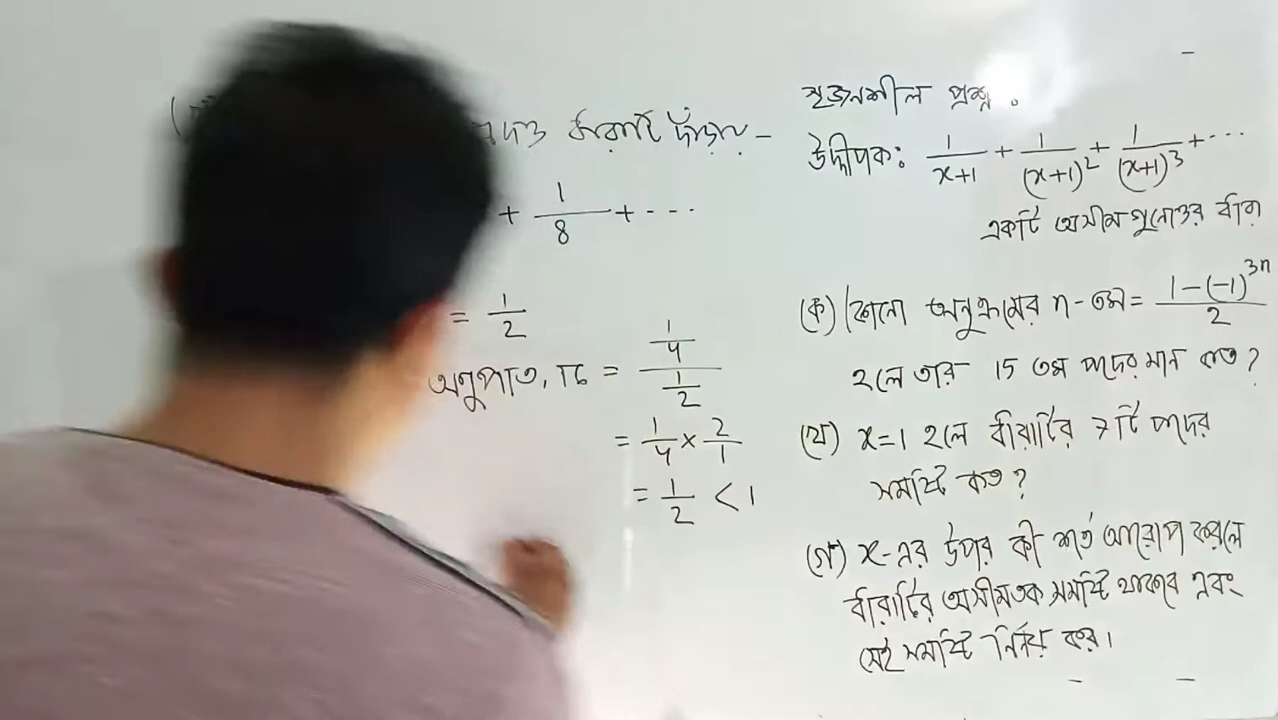 প্রদত্ত ধারাটি দাঁড়ায় –
+ 1/8 + ---
= 1/2
অনুপাত, r = (1/4)/(1/2)
= 1/4 × 2/1
= 1/2 < 1
সৃজনশীল প্রশ্ন :
উদ্দীপক: 1/(x+1) + 1/(x+1)² + 1/(x+1)³ + ...
একটি অসীম গুনোত্তর ধারা
(ক) কোনো অনুক্রমের n-তম = (1-(-1)³ⁿ)/2
হলে তার 15 তম পদের মান কত?
(খ) x=1 হলে ধারাটির 7টি পদের
সমষ্টি কত?
(গ) x-এর উপর কী শর্ত আরোপ করলে
ধারাটির অসীমতক সমষ্টি থাকবে এবং
সেই সমষ্টি নির্ণয় কর।